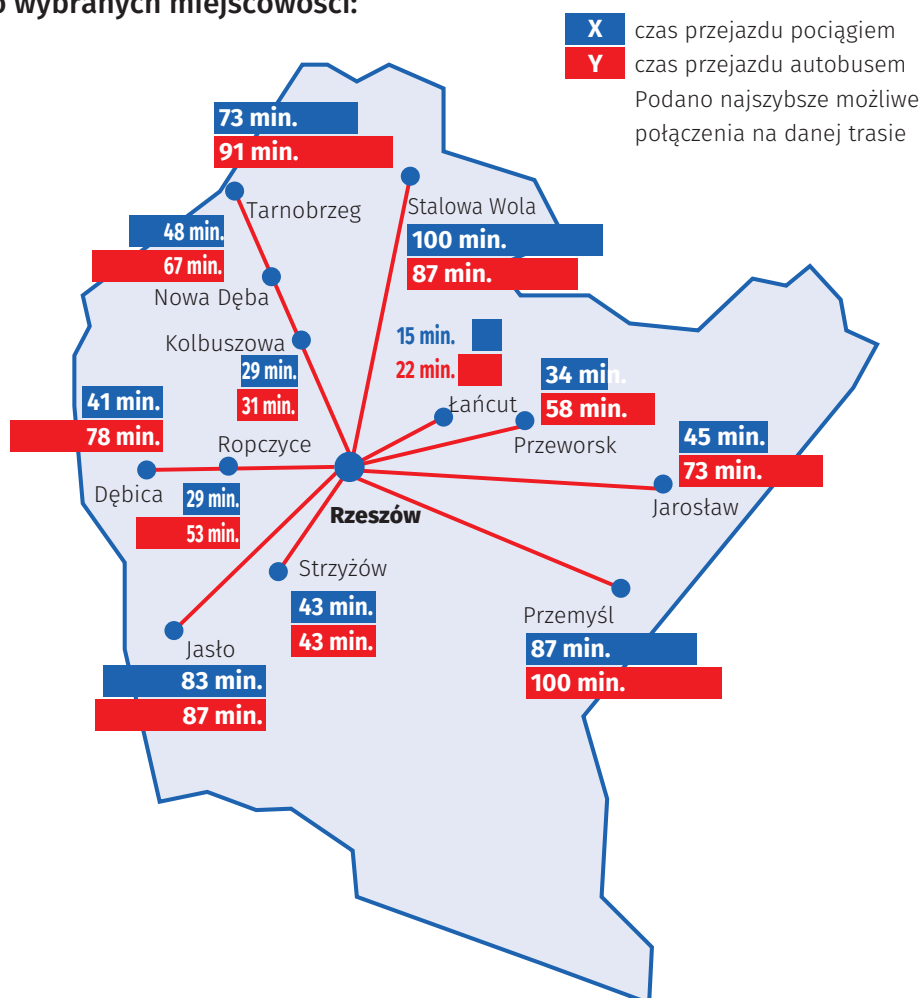 o wybranych miejscowości:
X czas przejazdu pociągiem
Y czas przejazdu autobusem
Podano najszybsze możliwe
połączenia na danej trasie
73 min.
91 min.
Tarnobrzeg
Stalowa Wola
100 min.
87 min.
48 min.
67 min.
Nowa Dęba
Kolbuszowa
29 min.
31 min.
15 min.
22 min.
Łańcut
34 min.
58 min.
Przeworsk
41 min.
78 min.
Dębica
Ropczyce
29 min.
53 min.
45 min.
73 min.
Jarosław
Rzeszów
Strzyżów
43 min.
43 min.
Przemyśl
87 min.
100 min.
Jasło
83 min.
87 min.